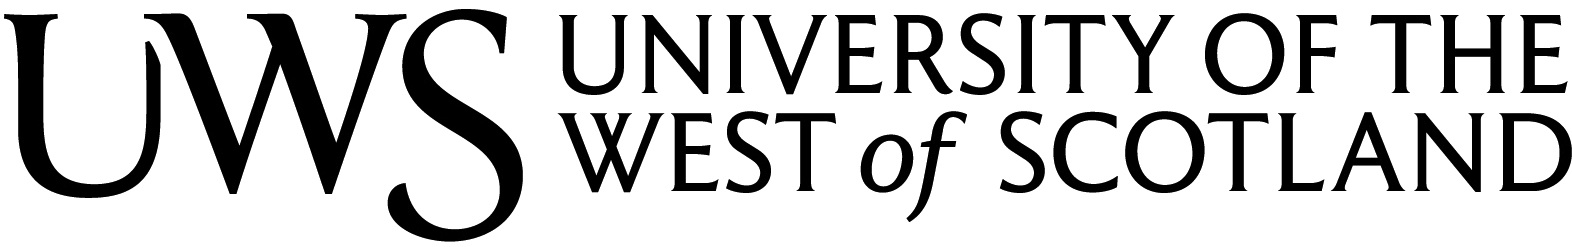 UWS
UNIVERSITY OF THE
WEST of SCOTLAND